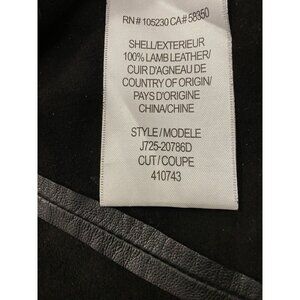 RN # 105230 CA# 58350
SHELL/EXTERIEUR
100% LAMB LEATHER/
CUIR D'AGNEAU DE
COUNTRY OF ORIGIN/
PAYS D'ORIGINE
CHINA/CHINE
STYLE / MODELE
J725-20786D
CUT / COUPE
410743